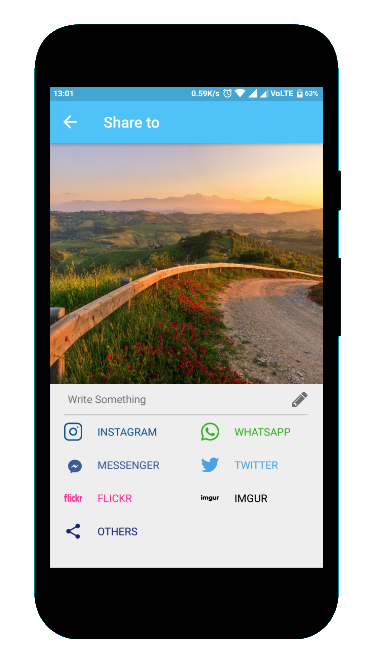 13:01 0.59K/s VoLTE 63%
Share to
Write Something
INSTAGRAM WHATSAPP
MESSENGER TWITTER
flickr FLICKR imgur IMGUR
OTHERS